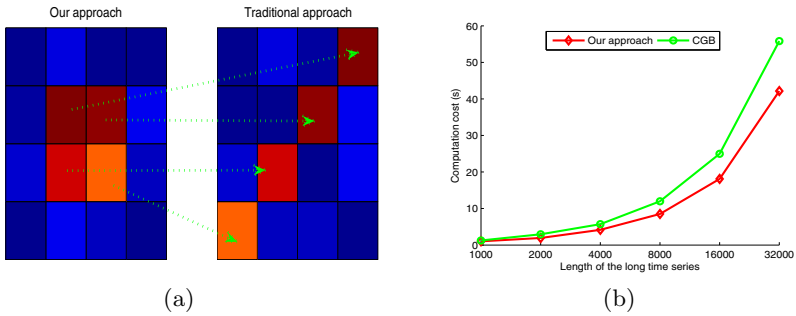 Our approach
Traditional approach
(a)
60
50
40
30
20
10
0
Computation cost (s)
Our approach
CGB
1000
2000
4000
8000
16000
32000
Length of the long time series
(b)